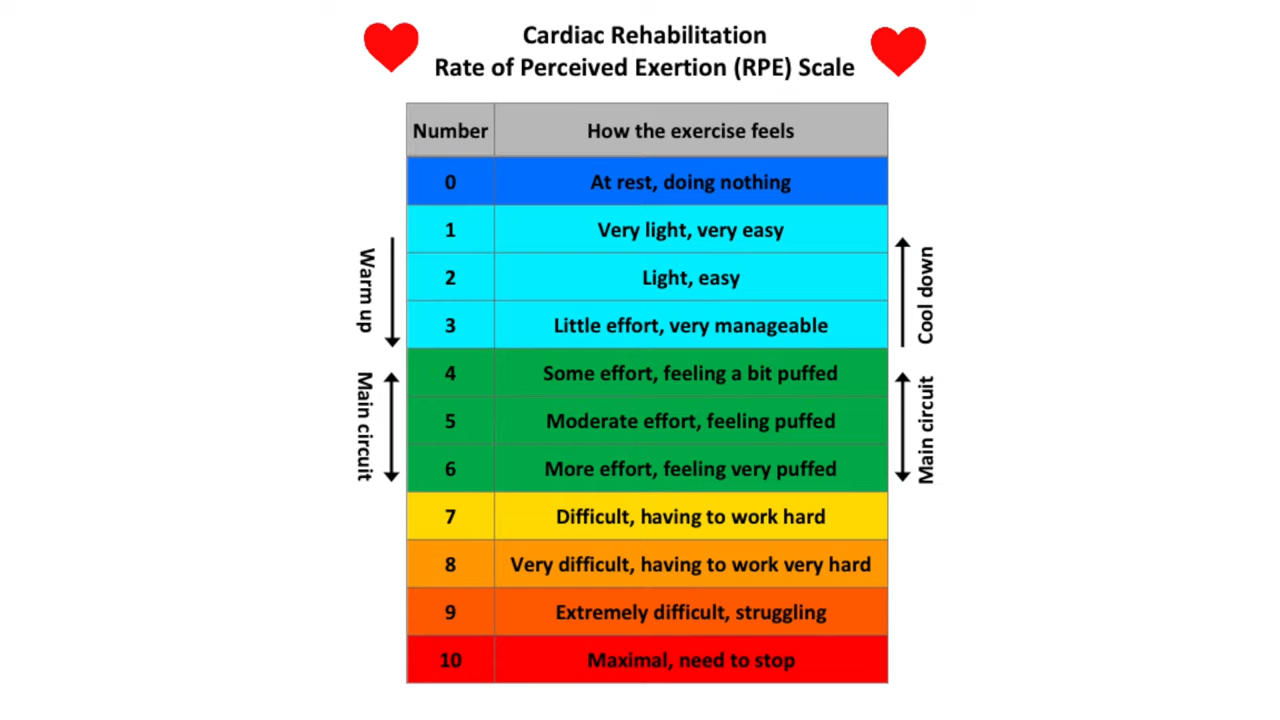 Cardiac Rehabilitation
Rate of Perceived Exertion (RPE) Scale
Number How the exercise feels
0 At rest, doing nothing
1 Very light, very easy
2 Light, easy
3 Little effort, very manageable
4 Some effort, feeling a bit puffed
5 Moderate effort, feeling puffed
6 More effort, feeling very puffed
7 Difficult, having to work hard
8 Very difficult, having to work very hard
9 Extremely difficult, struggling
10 Maximal, need to stop
Warm up
Main circuit
Cool down
Main circuit